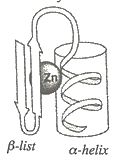 Zn
β-list α-helix